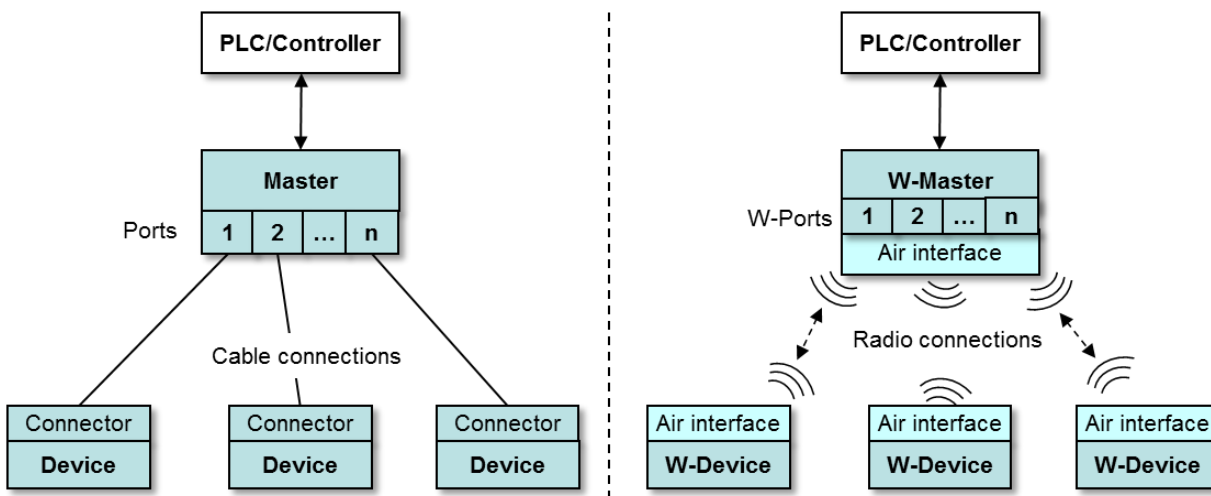 PLC/Controller
Master
Ports
1 2 … n
Cable connections
Connector
Device
Connector
Device
Connector
Device
PLC/Controller
W-Master
W-Ports
1 2 … n
Air interface
Radio connections
Air interface
W-Device
Air interface
W-Device
Air interface
W-Device